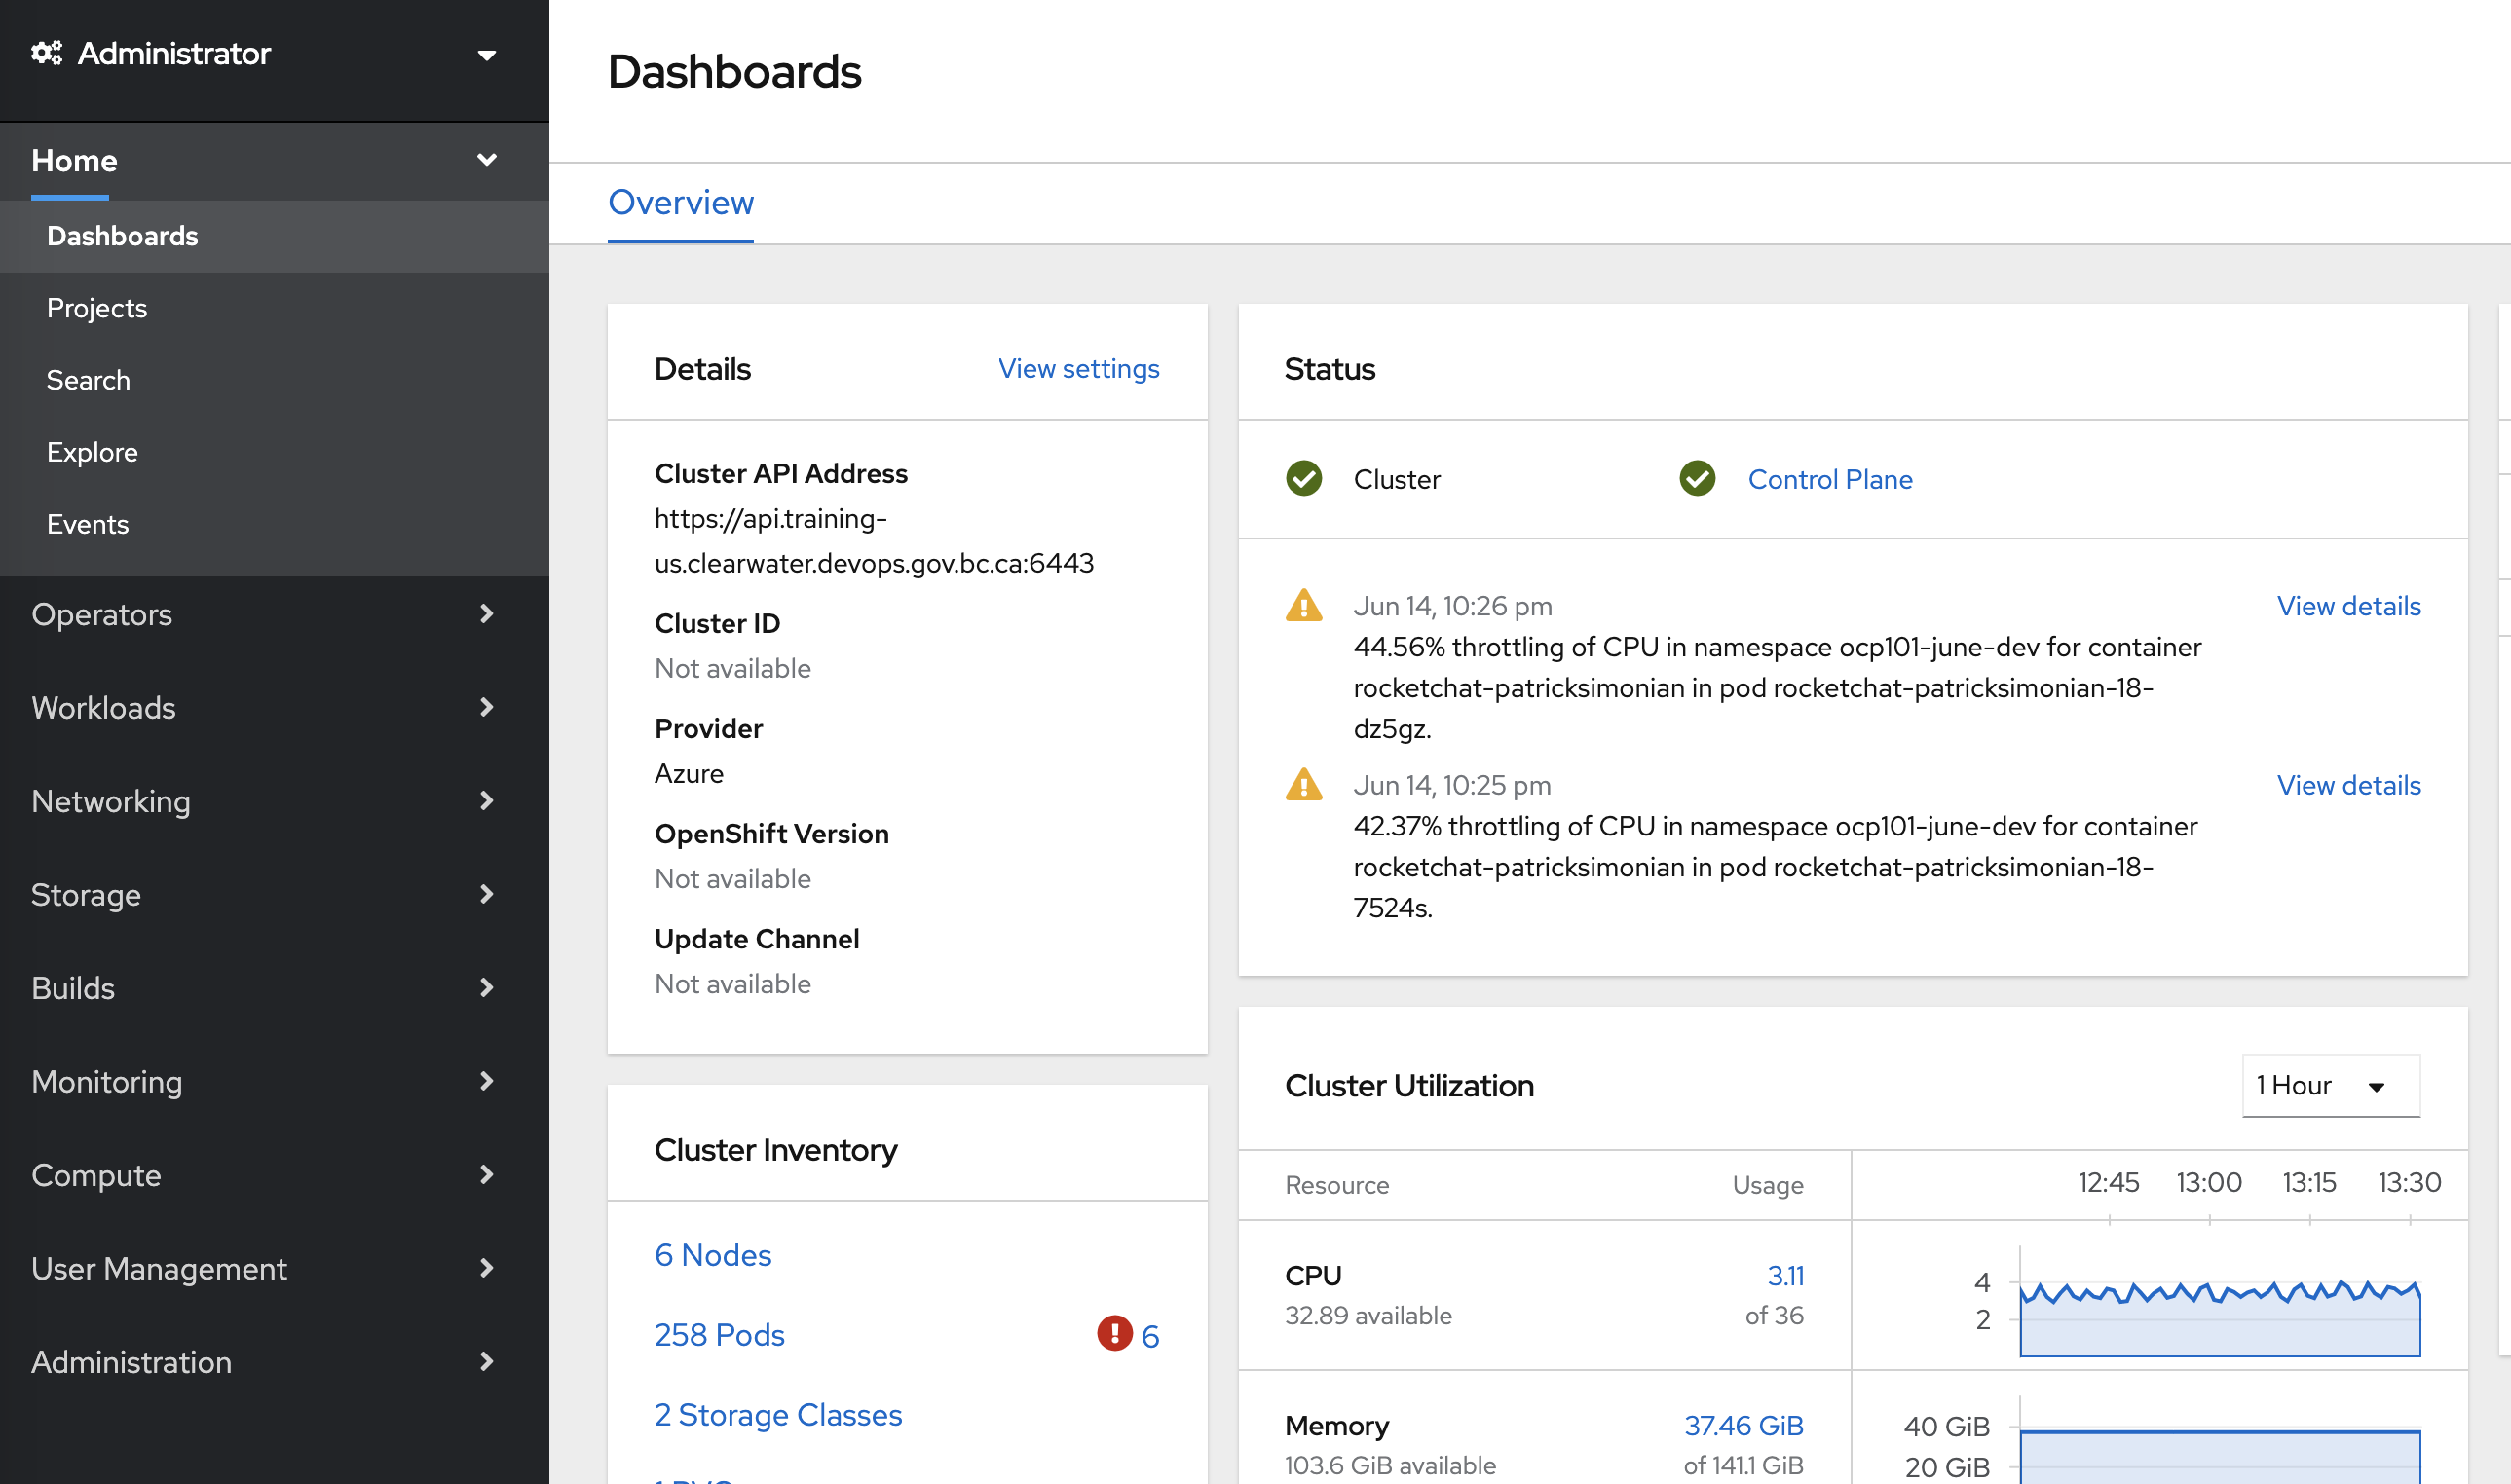 Administrator
Home
Dashboards
Projects
Search
Explore
Events
Operators
Workloads
Networking
Storage
Builds
Monitoring
Compute
User Management
Administration
Dashboards
Overview
Details
View settings
Cluster API Address
https://api.training-
us.clearwater.devops.gov.bc.ca:6443
Cluster ID
Not available
Provider
Azure
OpenShift Version
Not available
Update Channel
Not available
Cluster Inventory
6 Nodes
258 Pods
6
2 Storage Classes
Status
Cluster
Control Plane
Jun 14, 10:26 pm
View details
44.56% throttling of CPU in namespace ocp101-june-dev for container
rocketchat-patricksimonian in pod rocketchat-patricksimonian-18-
dz5gz.
Jun 14, 10:25 pm
View details
42.37% throttling of CPU in namespace ocp101-june-dev for container
rocketchat-patricksimonian in pod rocketchat-patricksimonian-18-
7524s.
Cluster Utilization
1 Hour
Resource
Usage
12:45 13:00 13:15 13:30
CPU
3.11
32.89 available
of 36
4
2
Memory
37.46 GiB
103.6 GiB available
of 141.1 GiB
40 GiB
20 GiB